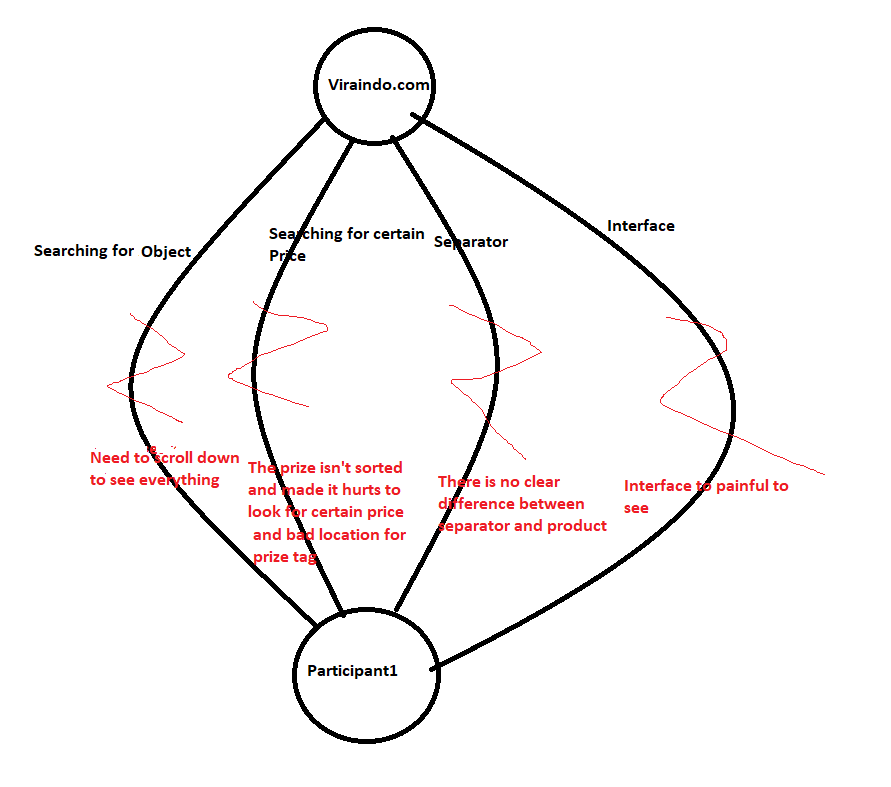 Viraindo.com
Searching for Object
Searching for certain
Price
Separator
Interface
Need to scroll down
to see everything
The prize isn't sorted
and made it hurts to
look for certain price
and bad location for
prize tag
There is no clear
difference between
separator and product
Interface to painful to
see
Participant1